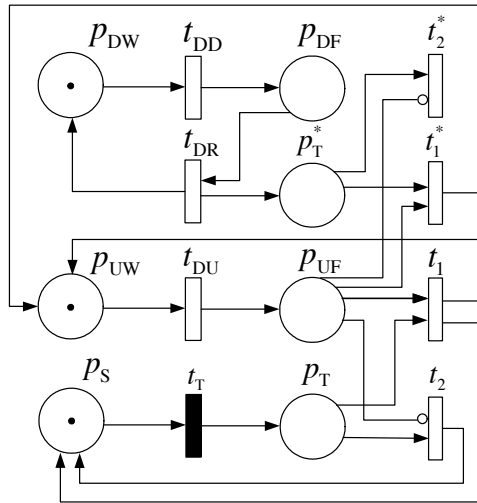 p_DW t_DD p_DF t_2^*
t_DR p_T^* t_1^*
p_UW t_DU p_UF t_1
p_S t_T p_T t_2